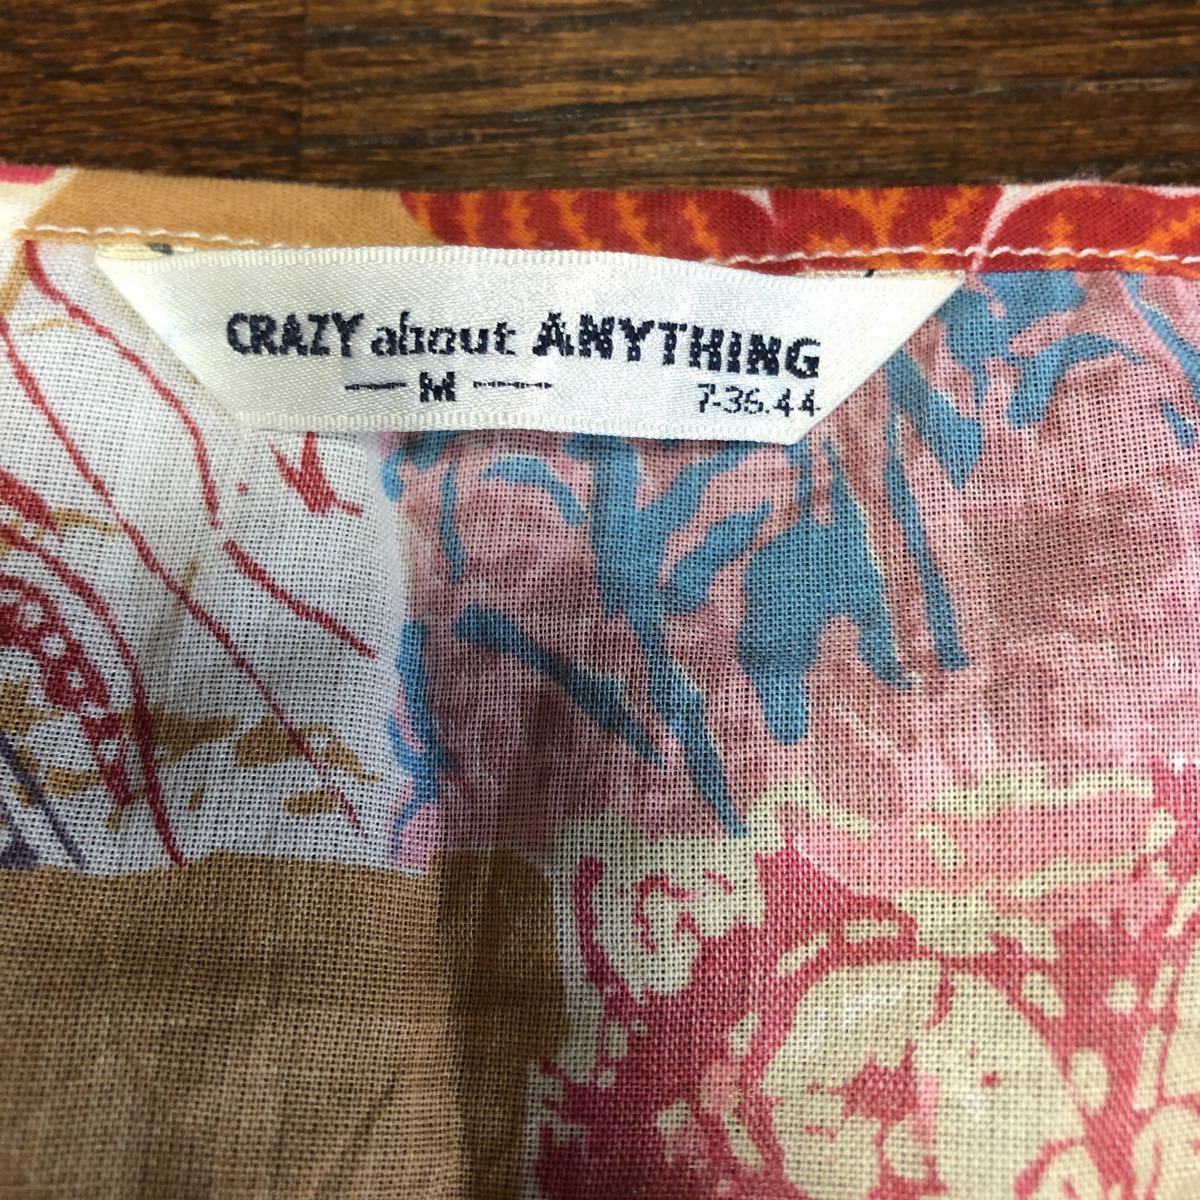 CRAZY about ANYTHING
— M —
7-36.44